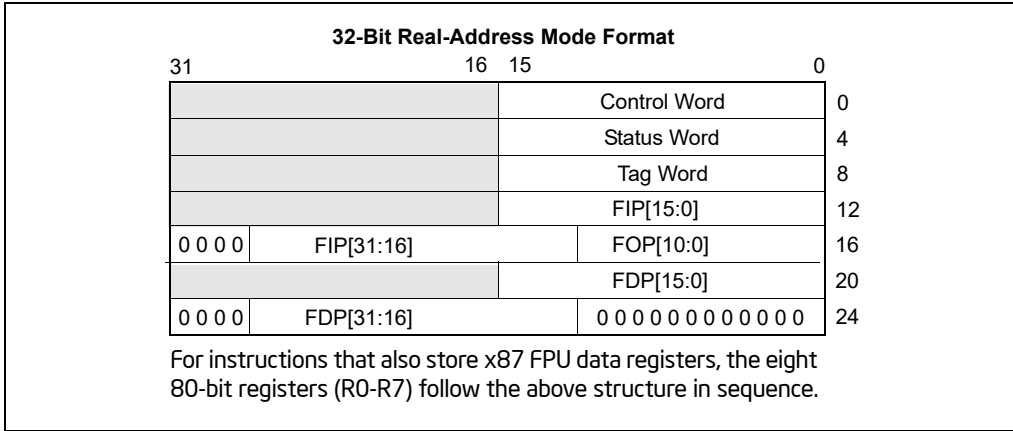 32-Bit Real-Address Mode Format
31 16 15 0
Control Word 0
Status Word 4
Tag Word 8
FIP[15:0] 12
0 0 0 0 FIP[31:16] FOP[10:0] 16
FDP[15:0] 20
0 0 0 0 FDP[31:16] 0 0 0 0 0 0 0 0 0 0 0 0 24
For instructions that also store x87 FPU data registers, the eight
80-bit registers (R0-R7) follow the above structure in sequence.